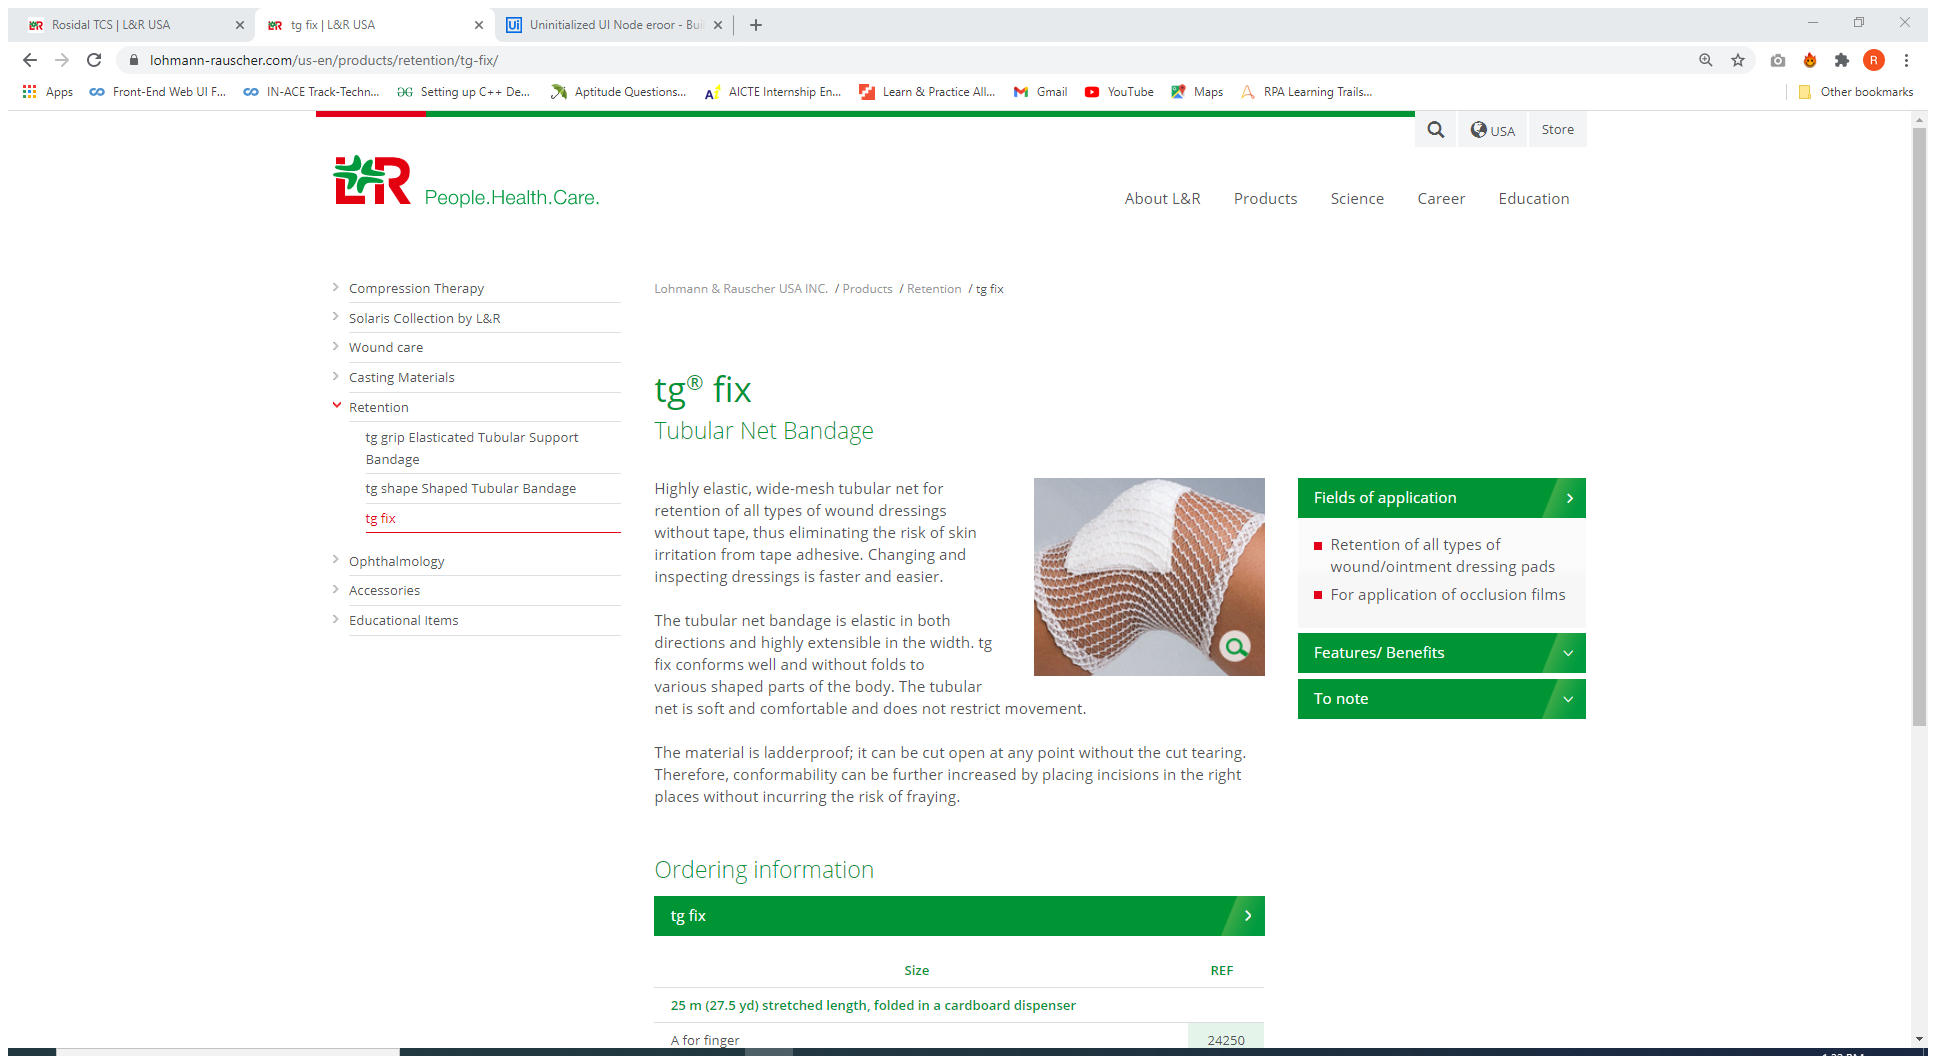 Rosidal TCS | L&R USA
tg fix | L&R USA
Uninitialized UI Node eroor - Bui
lohmann-rauscher.com/us-en/products/retention/tg-fix/
R
Apps
Front-End Web UI F...
IN-ACE Track-Techn...
Setting up C++ De...
Aptitude Questions...
AICTE Internship En...
Learn & Practice All...
Gmail
YouTube
Maps
RPA Learning Trails...
Other bookmarks
USA
Store
L&R
People.Health.Care.
About L&R
Products
Science
Career
Education
Compression Therapy
Solaris Collection by L&R
Wound care
Casting Materials
Retention
tg grip Elasticated Tubular Support
Bandage
tg shape Shaped Tubular Bandage
tg fix
Ophthalmology
Accessories
Educational Items
Lohmann & Rauscher USA INC. / Products / Retention / tg fix
tg® fix
Tubular Net Bandage
Highly elastic, wide-mesh tubular net for
retention of all types of wound dressings
without tape, thus eliminating the risk of skin
irritation from tape adhesive. Changing and
inspecting dressings is faster and easier.
The tubular net bandage is elastic in both
directions and highly extensible in the width. tg
fix conforms well and without folds to
various shaped parts of the body. The tubular
net is soft and comfortable and does not restrict movement.
The material is ladderproof; it can be cut open at any point without the cut tearing.
Therefore, conformability can be further increased by placing incisions in the right
places without incurring the risk of fraying.
Fields of application
Retention of all types of
wound/ointment dressing pads
For application of occlusion films
Features/ Benefits
To note
Ordering information
tg fix
Size REF
25 m (27.5 yd) stretched length, folded in a cardboard dispenser
A for finger 24250